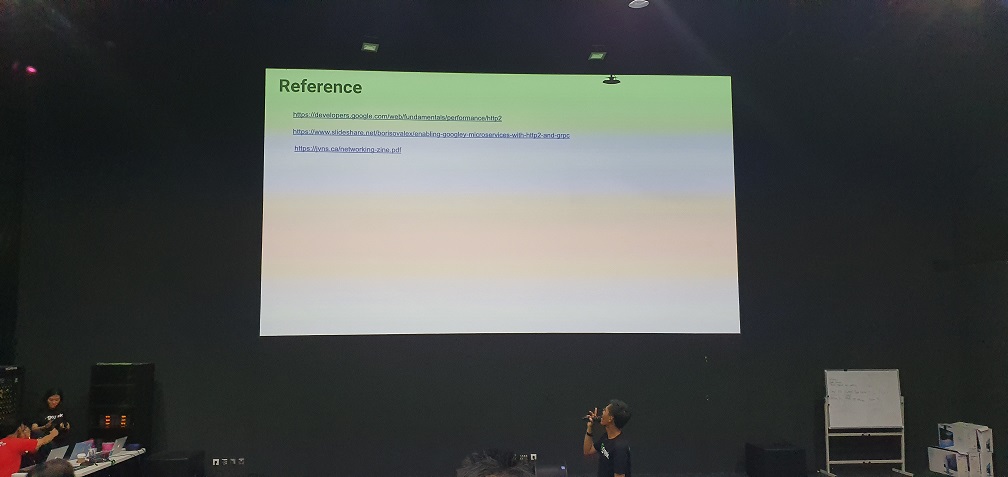 Reference
https://developers.google.com/web/fundamentals/performance/http2
https://www.slideshare.net/borisovalex/enabling-googley-microservices-with-http2-and-grpc
https://jvns.ca/networking-zine.pdf